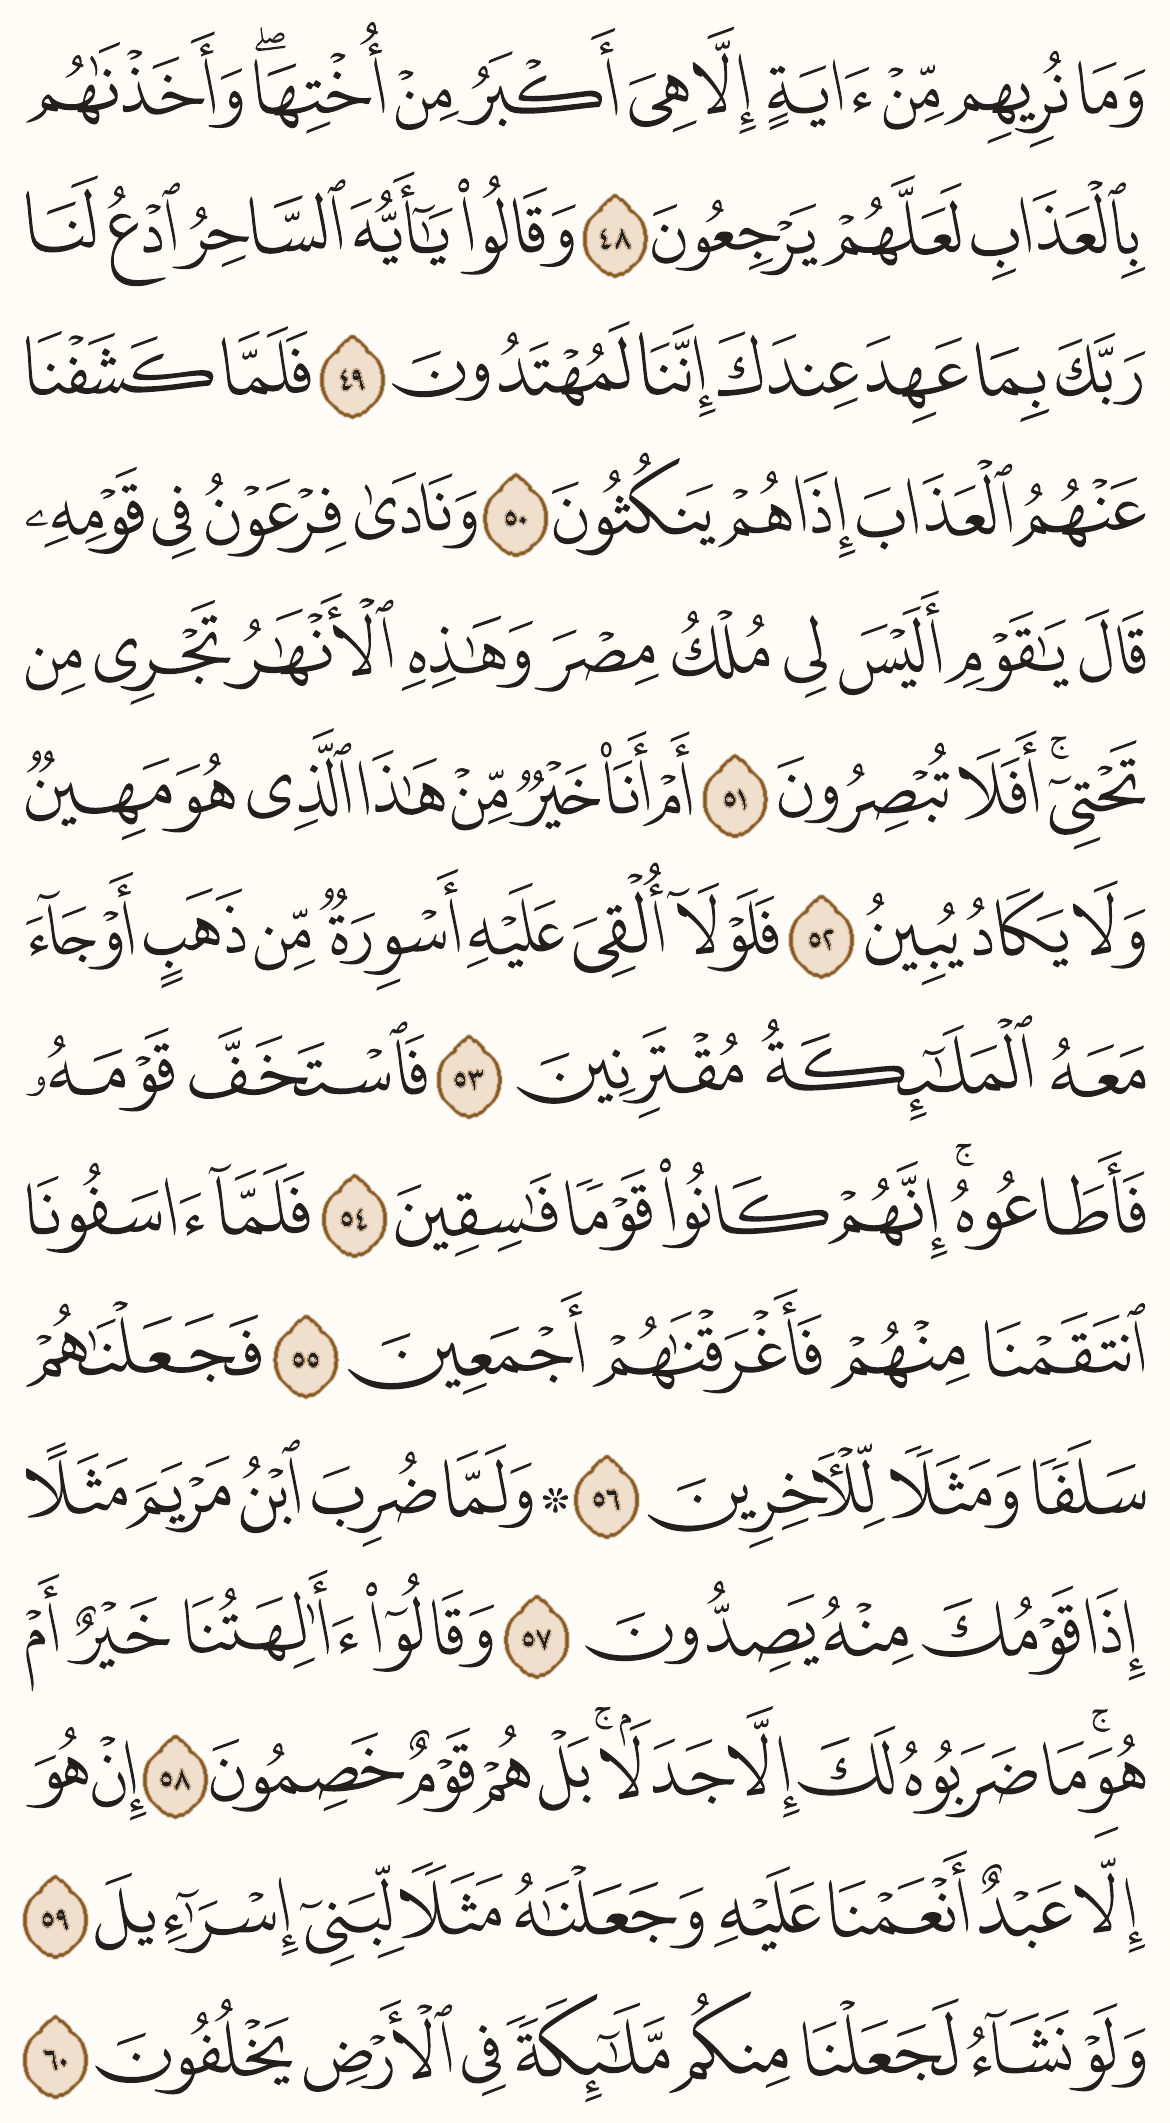 وَمَا نُرِيهِم مِّنْ ءَايَةٍ إِلَّا هِىَ أَكْبَرُ مِنْ أُخْتِهَا ۖ وَأَخَذْنَٰهُم
بِٱلْعَذَابِ لَعَلَّهُمْ يَرْجِعُونَ ٤٨ وَقَالُوا۟ يَـٰٓأَيُّهَ ٱلسَّاحِرُ ٱدْعُ لَنَا
رَبَّكَ بِمَا عَهِدَ عِندَكَ إِنَّنَا لَمُهْتَدُونَ ٤٩ فَلَمَّا كَشَفْنَا
عَنْهُمُ ٱلْعَذَابَ إِذَا هُمْ يَنكُثُونَ ٥٠ وَنَادَىٰ فِرْعَوْنُ فِى قَوْمِهِۦ
قَالَ يَـٰقَوْمِ أَلَيْسَ لِى مُلْكُ مِصْرَ وَهَـٰذِهِ ٱلْأَنْهَـٰرُ تَجْرِى مِن
تَحْتِىٓ ۚ أَفَلَا تُبْصِرُونَ ٥١ أَمْ أَنَا۠ خَيْرٌ مِّنْ هَـٰذَا ٱلَّذِى هُوَ مَهِينٌ
وَلَا يَكَادُ يُبِينُ ٥٢ فَلَوْلَآ أُلْقِىَ عَلَيْهِ أَسْوِرَةٌ مِّن ذَهَبٍ أَوْ جَآءَ
مَعَهُ ٱلْمَلَـٰٓئِكَةُ مُقْتَرِنِينَ ٥٣ فَٱسْتَخَفَّ قَوْمَهُۥ
فَأَطَاعُوهُ ۚ إِنَّهُمْ كَانُوا۟ قَوْمًا فَـٰسِقِينَ ٥٤ فَلَمَّآ ءَاسَفُونَا
ٱنتَقَمْنَا مِنْهُمْ فَأَغْرَقْنَـٰهُمْ أَجْمَعِينَ ٥٥ فَجَعَلْنَـٰهُمْ
سَلَفًا وَمَثَلًا لِّلْـَٔاخِرِينَ ٥٦ ۞ وَلَمَّا ضُرِبَ ٱبْنُ مَرْيَمَ مَثَلًا
إِذَا قَوْمُكَ مِنْهُ يَصِدُّونَ ٥٧ وَقَالُوٓا۟ ءَأَٰلِهَتُنَا خَيْرٌ أَمْ
هُوَ ۚ مَا ضَرَبُوهُ لَكَ إِلَّا جَدَلًۢا ۚ بَلْ هُمْ قَوْمٌ خَصِمُونَ ٥٨ إِنْ هُوَ
إِلَّا عَبْدٌ أَنْعَمْنَا عَلَيْهِ وَجَعَلْنَـٰهُ مَثَلًا لِّبَنِىٓ إِسْرَـٰٓءِيلَ ٥٩
وَلَوْ نَشَآءُ لَجَعَلْنَا مِنكُم مَّلَـٰٓئِكَةً فِى ٱلْأَرْضِ يَخْلُفُونَ ٦٠